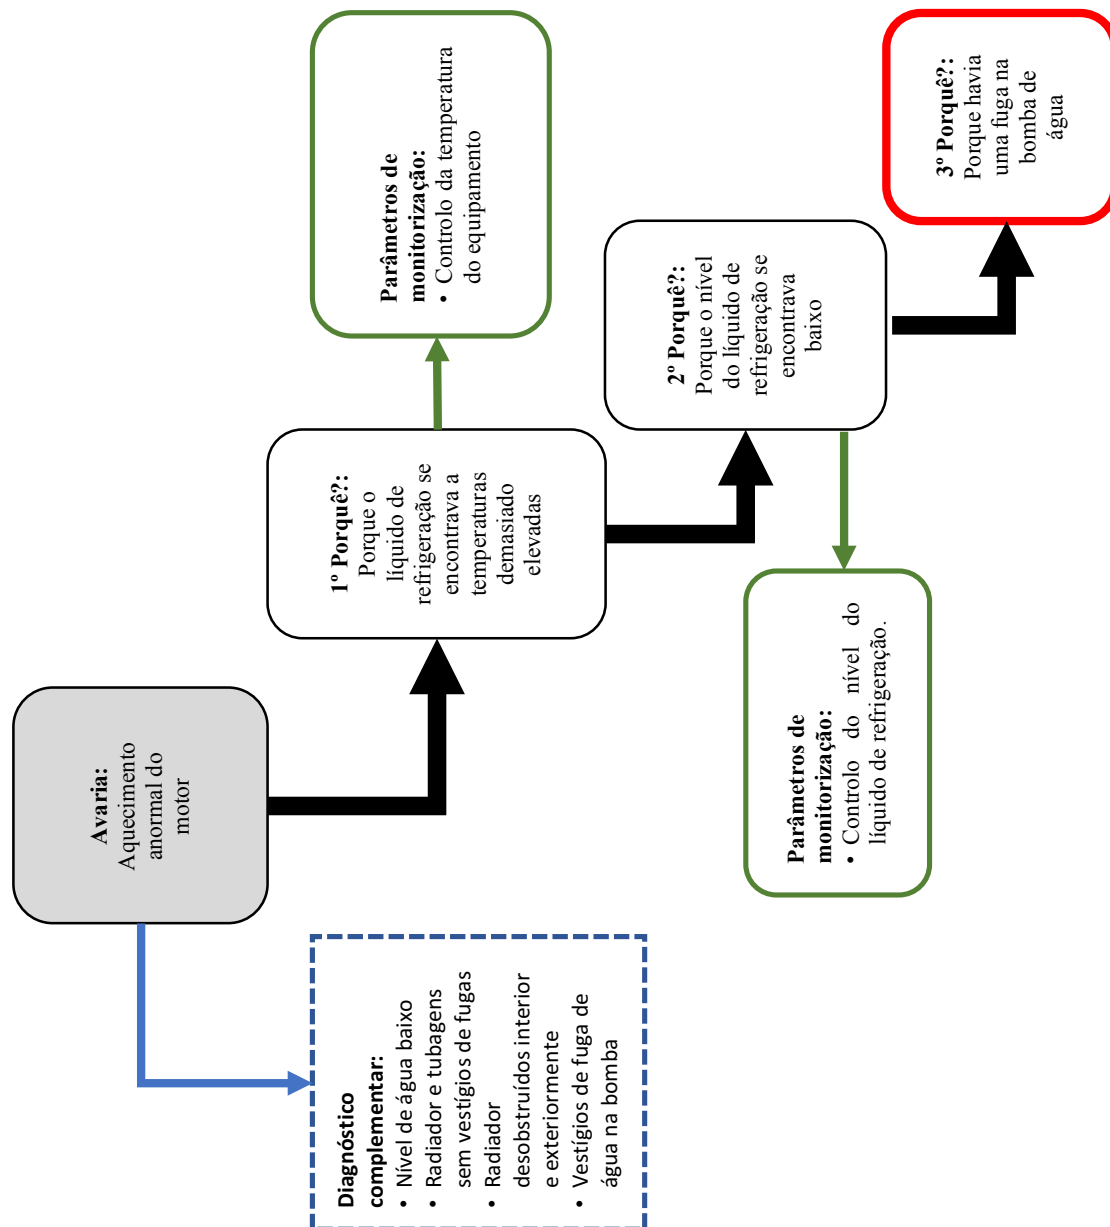 Avaria:
Aquecimento
anormal do
motor
Diagnóstico
complementar:
• Nível de água baixo
• Radiador e tubagens
sem vestígios de fugas
• Radiador
desobstruídos interior
e exteriormente
• Vestígios de fuga de
água na bomba
1º Porquê?:
Porque o
líquido de
refrigeração se
encontrava a
temperaturas
demasiado
elevadas
Parâmetros de
monitorização:
• Controlo da temperatura
do equipamento
2º Porquê?:
Porque o nível
do líquido de
refrigeração se
encontrava
baixo
Parâmetros de
monitorização:
• Controlo do nível do
líquido de refrigeração.
3º Porquê?:
Porque havia
uma fuga na
bomba de
água